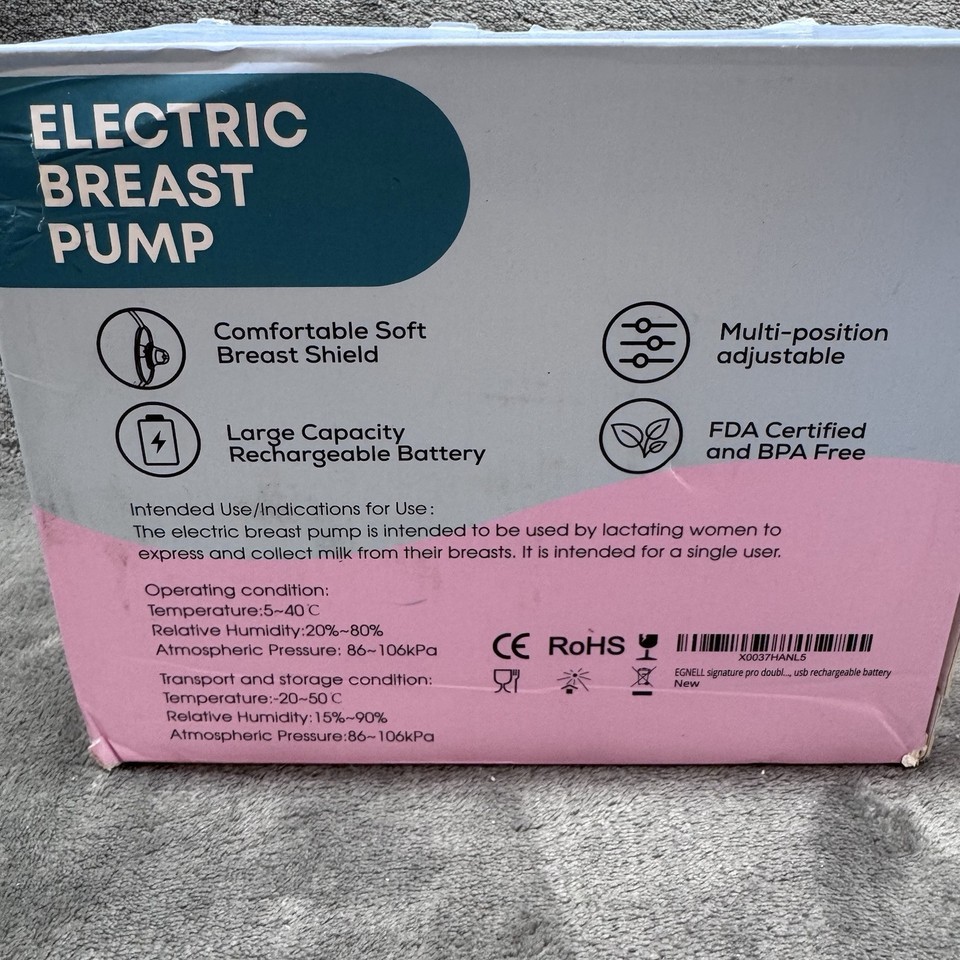 ELECTRIC
BREAST
PUMP
Comfortable Soft
Breast Shield
Multi-position
adjustable
Large Capacity
Rechargeable Battery
FDA Certified
and BPA Free
Intended Use/Indications for Use:
The electric breast pump is intended to be used by lactating women to
express and collect milk from their breasts. It is intended for a single user.
Operating condition:
Temperature:5~40℃
Relative Humidity:20%~80%
Atmospheric Pressure: 86~106kPa
Transport and storage condition:
Temperature:-20~50℃
Relative Humidity:15%~90%
Atmospheric Pressure:86~106kPa
CE RoHS
X0037HANL5
EGNELL signature pro doubl..., usb rechargeable battery
New